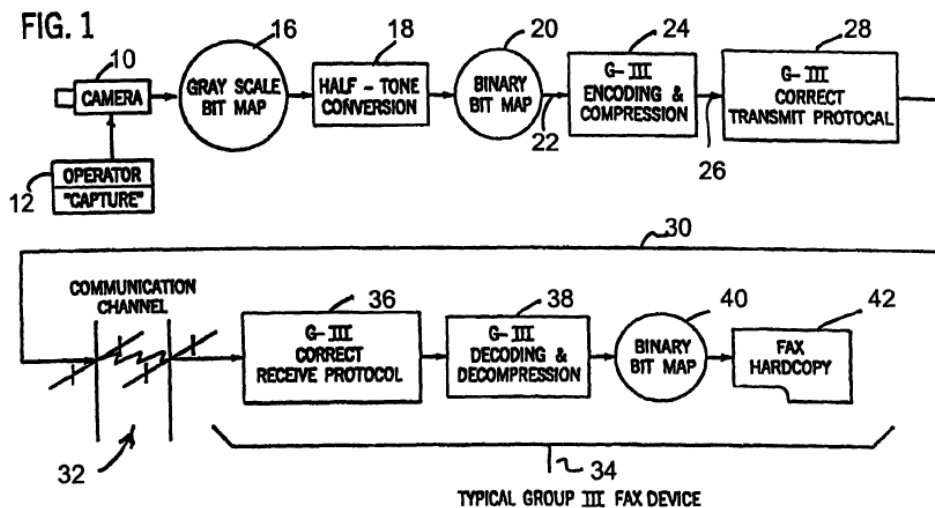 FIG. 1
10
16
18
20
24
28
CAMERA
GRAY SCALE
BIT MAP
HALF - TONE
CONVERSION
BINARY
BIT MAP
G-III
ENCODING &
COMPRESSION
G-III
CORRECT
TRANSMIT PROTOCAL
22
26
12
OPERATOR
"CAPTURE"
30
COMMUNICATION
CHANNEL
36
38
40
42
G-III
CORRECT
RECEIVE PROTOCOL
G-III
DECODING &
DECOMPRESSION
BINARY
BIT MAP
FAX
HARDCOPY
32
34
TYPICAL GROUP III FAX DEVICE